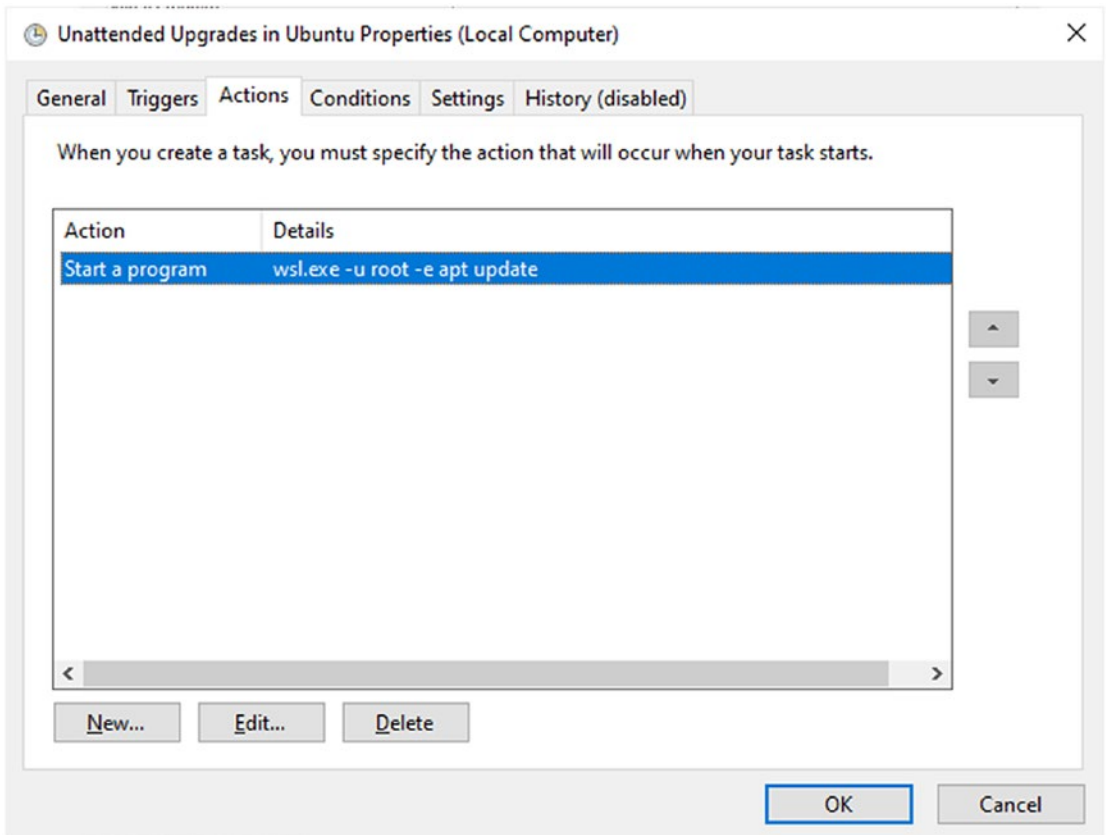 Unattended Upgrades in Ubuntu Properties (Local Computer)
General Triggers Actions Conditions Settings History (disabled)
When you create a task, you must specify the action that will occur when your task starts.
Action Details
Start a program wsl.exe -u root -e apt update
New... Edit... Delete
OK Cancel